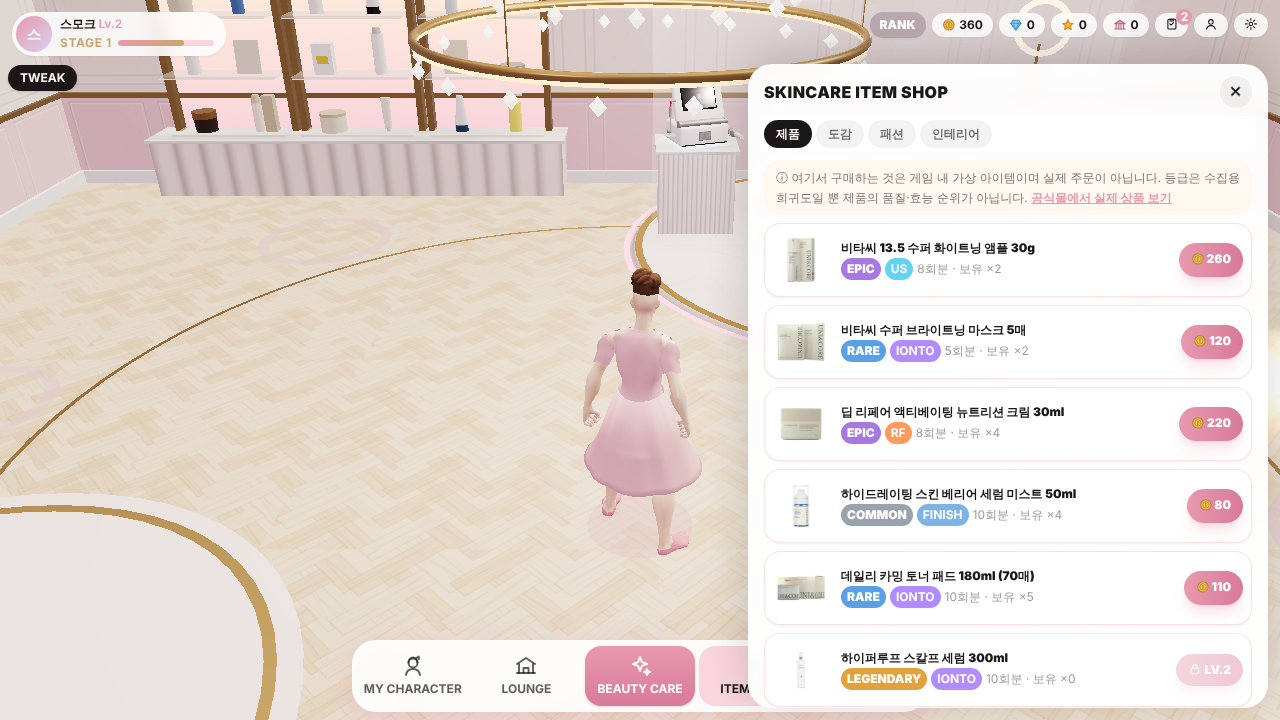 스모크 Lv.2
STAGE 1
RANK
360
0
0
0
2
TWEAK
SKINCARE ITEM SHOP
제품
도감
패션
인테리어
ⓘ 여기서 구매하는 것은 게임 내 가상 아이템이며 실제 주문이 아닙니다. 등급은 수집용
희귀도일 뿐 제품의 품질·효능 순위가 아닙니다. 공식몰에서 실제 상품 보기
비타씨 13.5 수퍼 화이트닝 앰플 30g
EPIC US 8회분 · 보유 ×2
260
비타씨 수퍼 브라이트닝 마스크 5매
RARE IONTO 5회분 · 보유 ×2
120
딥 리페어 액티베이팅 뉴트리션 크림 30ml
EPIC RF 8회분 · 보유 ×4
220
하이드레이팅 스킨 베리어 세럼 미스트 50ml
COMMON FINISH 10회분 · 보유 ×4
80
데일리 카밍 토너 패드 180ml (70매)
RARE IONTO 10회분 · 보유 ×5
110
하이퍼루프 스칼프 세럼 300ml
LEGENDARY IONTO 10회분 · 보유 ×0
LV.2
MY CHARACTER
LOUNGE
BEAUTY CARE
ITEM